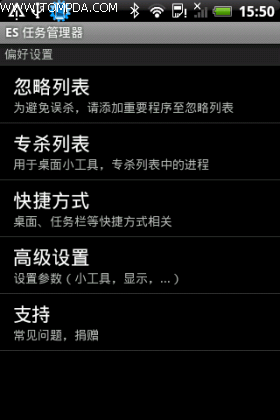 WWW.ITOMPDA.COM
15:50
ES 任务管理器
偏好设置
忽略列表
为避免误杀，请添加重要程序至忽略列表
专杀列表
用于桌面小工具，专杀列表中的进程
快捷方式
桌面、任务栏等快捷方式相关
高级设置
设置参数（小工具，显示，...）
支持
常见问题，捐赠